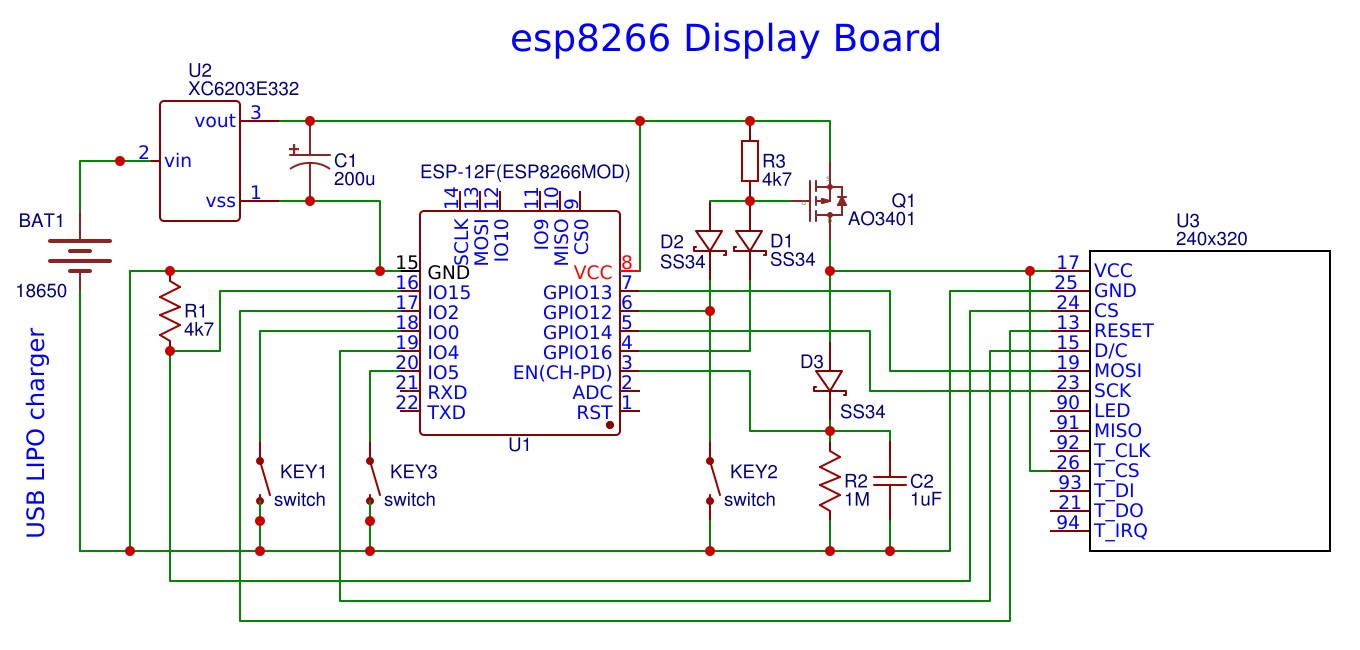 esp8266 Display Board
U2
XC6203E332
vout 3
2 vin
vss 1
C1
200u
BAT1
18650
USB LIPO charger
R1
4k7
ESP-12F(ESP8266MOD)
14 13 12 11 10 9
SCLK MOSI IO10 IO9 MISO CS0
15 GND
16 IO15
17 IO2
18 IO0
19 IO4
20 IO5
21 RXD
22 TXD
VCC 8
GPIO13 7
GPIO12 6
GPIO14 5
GPIO16 4
EN(CH-PD) 3
ADC 2
RST 1
U1
KEY1
switch
KEY3
switch
KEY2
switch
R3
4k7
D2
SS34
D1
SS34
Q1
AO3401
D3
SS34
R2
1M
C2
1uF
U3
240x320
17 VCC
25 GND
24 CS
13 RESET
15 D/C
19 MOSI
23 SCK
90 LED
91 MISO
92 T_CLK
26 T_CS
93 T_DI
21 T_DO
94 T_IRQ